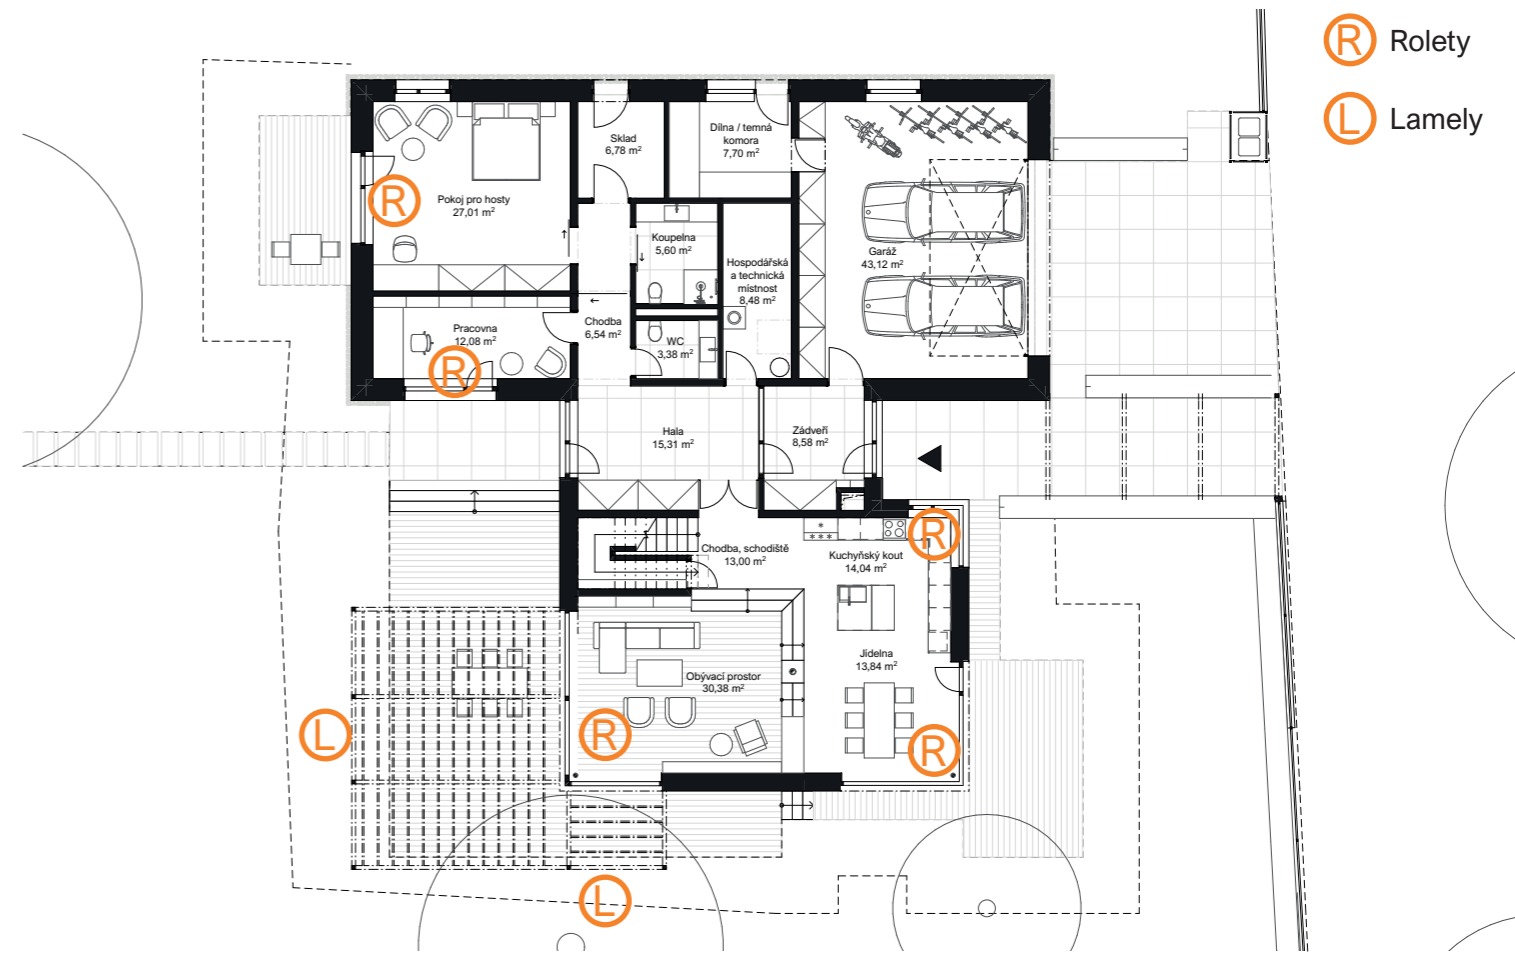 R Rolety
L Lamely
Sklad
6,78 m²
Dílna / temná
komora
7,70 m²
R
Pokoj pro hosty
27,01 m²
Koupelna
5,60 m²
Garáž
43,12 m²
Hospodářská
a technická
místnost
8,48 m²
Pracovna
12,08 m²
R
Chodba
6,54 m²
WC
3,38 m²
Hala
15,31 m²
Zádveří
8,58 m²
R
Chodba, schodiště
13,00 m²
Kuchyňský kout
14,04 m²
Jídelna
13,84 m²
Obývací prostor
30,38 m²
L
R
R
L